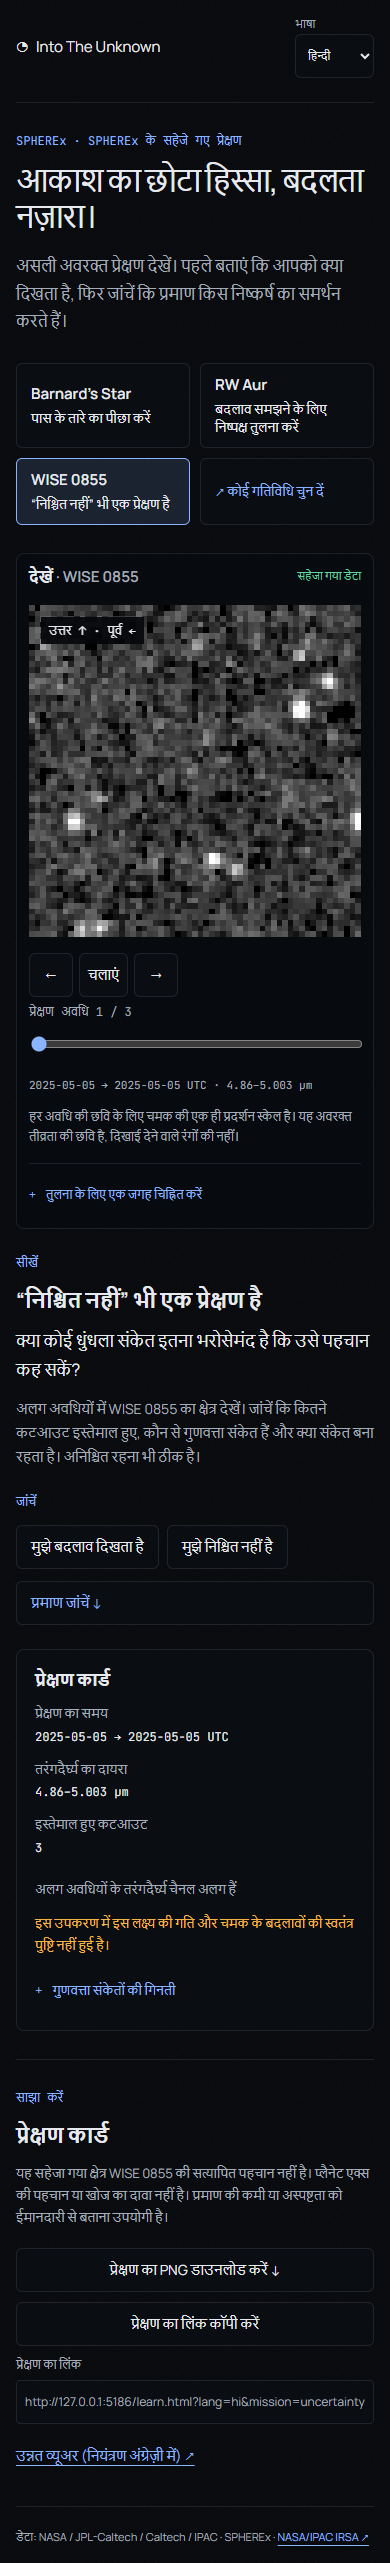 भाषा
◔ Into The Unknown
हिन्दी
SPHEREx · SPHEREx के सहेजे गए प्रेक्षण
आकाश का छोटा हिस्सा, बदलता
नज़ारा।
असली अवरक्त प्रेक्षण देखें। पहले बताएं कि आपको क्या
दिखता है, फिर जांचें कि प्रमाण किस निष्कर्ष का समर्थन
करते हैं।
Barnard's Star
पास के तारे का पीछा करें
RW Aur
बदलाव समझने के लिए
निष्पक्ष तुलना करें
WISE 0855
“निश्चित नहीं” भी एक प्रेक्षण है
↗ कोई गतिविधि चुन दें
देखें · WISE 0855
सहेजा गया डेटा
उत्तर ↑ · पूर्व ←
←
चलाएं
→
प्रेक्षण अवधि 1 / 3
2025-05-05 → 2025-05-05 UTC · 4.86–5.003 µm
हर अवधि की छवि के लिए चमक की एक ही प्रदर्शन स्केल है। यह अवरक्त
तीव्रता की छवि है, दिखाई देने वाले रंगों की नहीं।
+ तुलना के लिए एक जगह चिह्नित करें
सीखें
“निश्चित नहीं” भी एक प्रेक्षण है
क्या कोई धुंधला संकेत इतना भरोसेमंद है कि उसे पहचान
कह सकें?
अलग अवधियों में WISE 0855 का क्षेत्र देखें। जांचें कि कितने
कटआउट इस्तेमाल हुए, कौन से गुणवत्ता संकेत हैं और क्या संकेत बना
रहता है। अनिश्चित रहना भी ठीक है।
जांचें
मुझे बदलाव दिखता है
मुझे निश्चित नहीं है
प्रमाण जांचें ↓
प्रेक्षण कार्ड
प्रेक्षण का समय
2025-05-05 → 2025-05-05 UTC
तरंगदैर्घ्य का दायरा
4.86–5.003 µm
इस्तेमाल हुए कटआउट
3
अलग अवधियों के तरंगदैर्घ्य चैनल अलग हैं
इस उपकरण में इस लक्ष्य की गति और चमक के बदलावों की स्वतंत्र
पुष्टि नहीं हुई है।
+ गुणवत्ता संकेतों की गिनती
साझा करें
प्रेक्षण कार्ड
यह सहेजा गया क्षेत्र WISE 0855 की सत्यापित पहचान नहीं है। प्लैनेट एक्स
की पहचान या खोज का दावा नहीं है। प्रमाण की कमी या अस्पष्टता को
ईमानदारी से बताना उपयोगी है।
प्रेक्षण का PNG डाउनलोड करें ↓
प्रेक्षण का लिंक कॉपी करें
प्रेक्षण का लिंक
http://127.0.0.1:5186/learn.html?lang=hi&mission=uncertainty
उन्नत व्यूअर (नियंत्रण अंग्रेज़ी में) ↗
डेटा: NASA / JPL-Caltech / Caltech / IPAC · SPHEREx · NASA/IPAC IRSA ↗